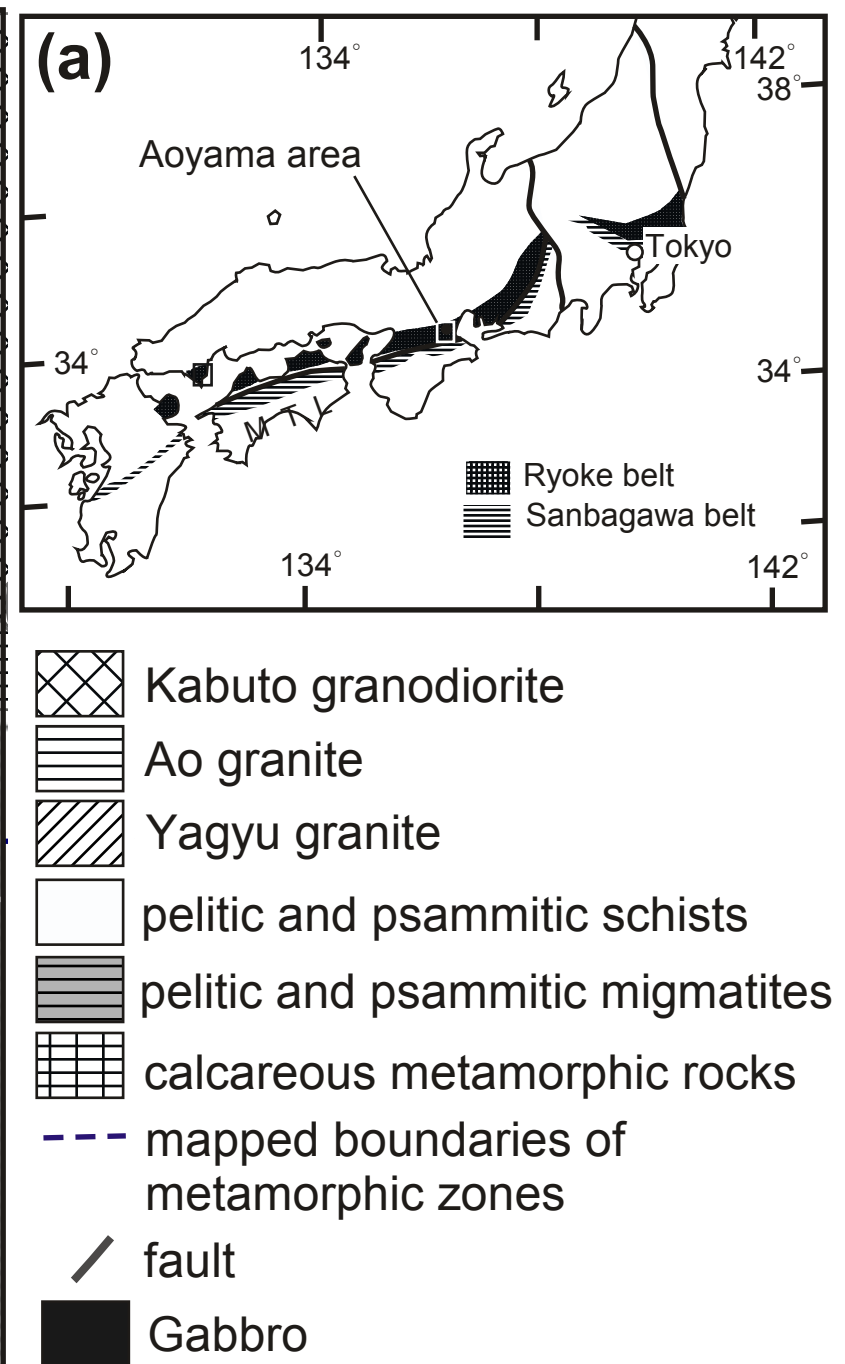 (a)
134°
142°
38°
Aoyama area
Tokyo
34°
34°
M T L
Ryoke belt
Sanbagawa belt
134°
142°
Kabuto granodiorite
Ao granite
Yagyu granite
pelitic and psammitic schists
pelitic and psammitic migmatites
calcareous metamorphic rocks
mapped boundaries of
metamorphic zones
fault
Gabbro